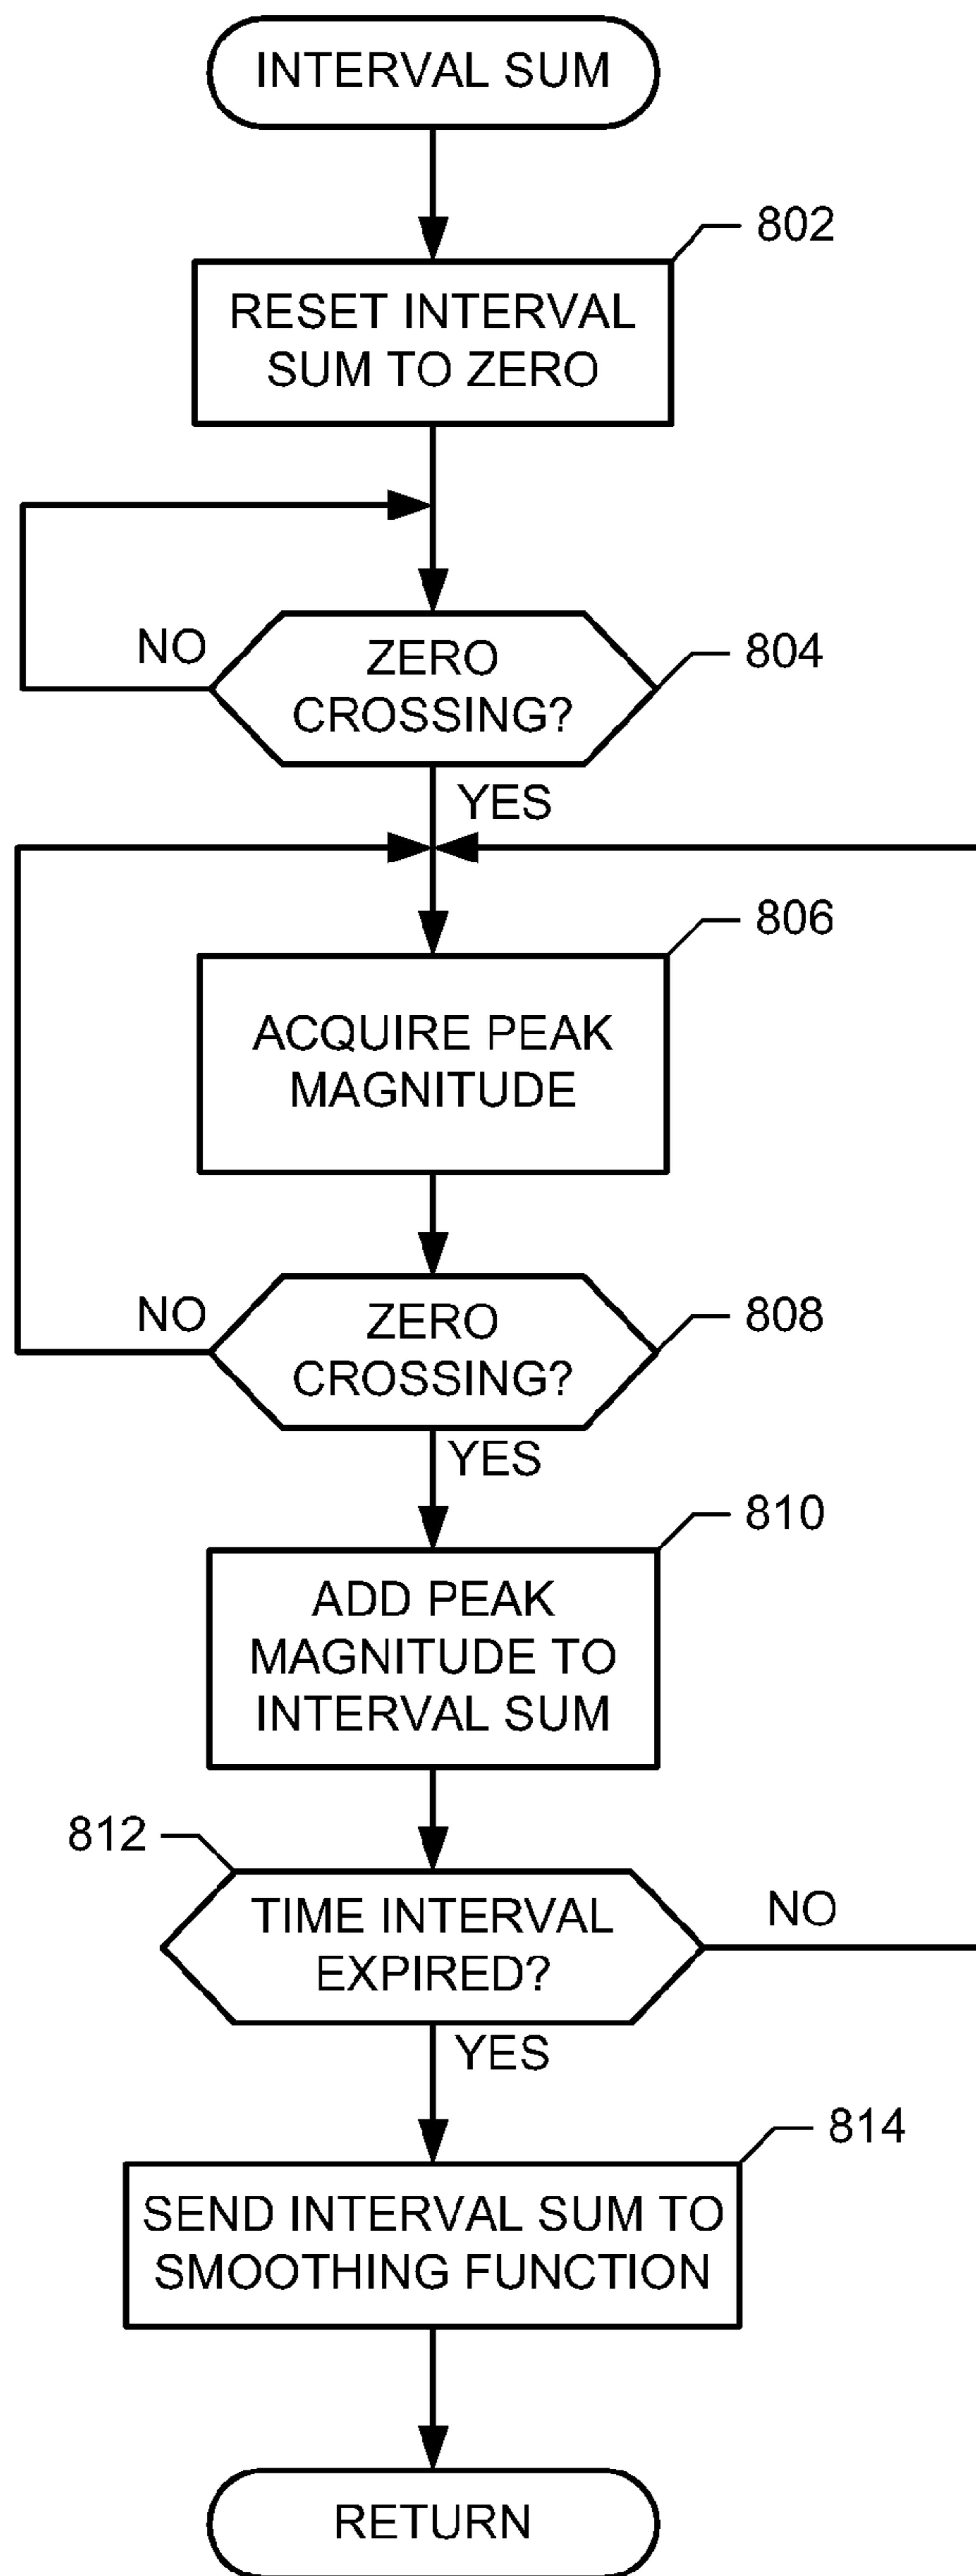 INTERVAL SUM
802
RESET INTERVAL
SUM TO ZERO
NO
ZERO
CROSSING?
804
YES
806
ACQUIRE PEAK
MAGNITUDE
NO
ZERO
CROSSING?
808
YES
810
ADD PEAK
MAGNITUDE TO
INTERVAL SUM
812
TIME INTERVAL
EXPIRED?
NO
YES
814
SEND INTERVAL SUM TO
SMOOTHING FUNCTION
RETURN